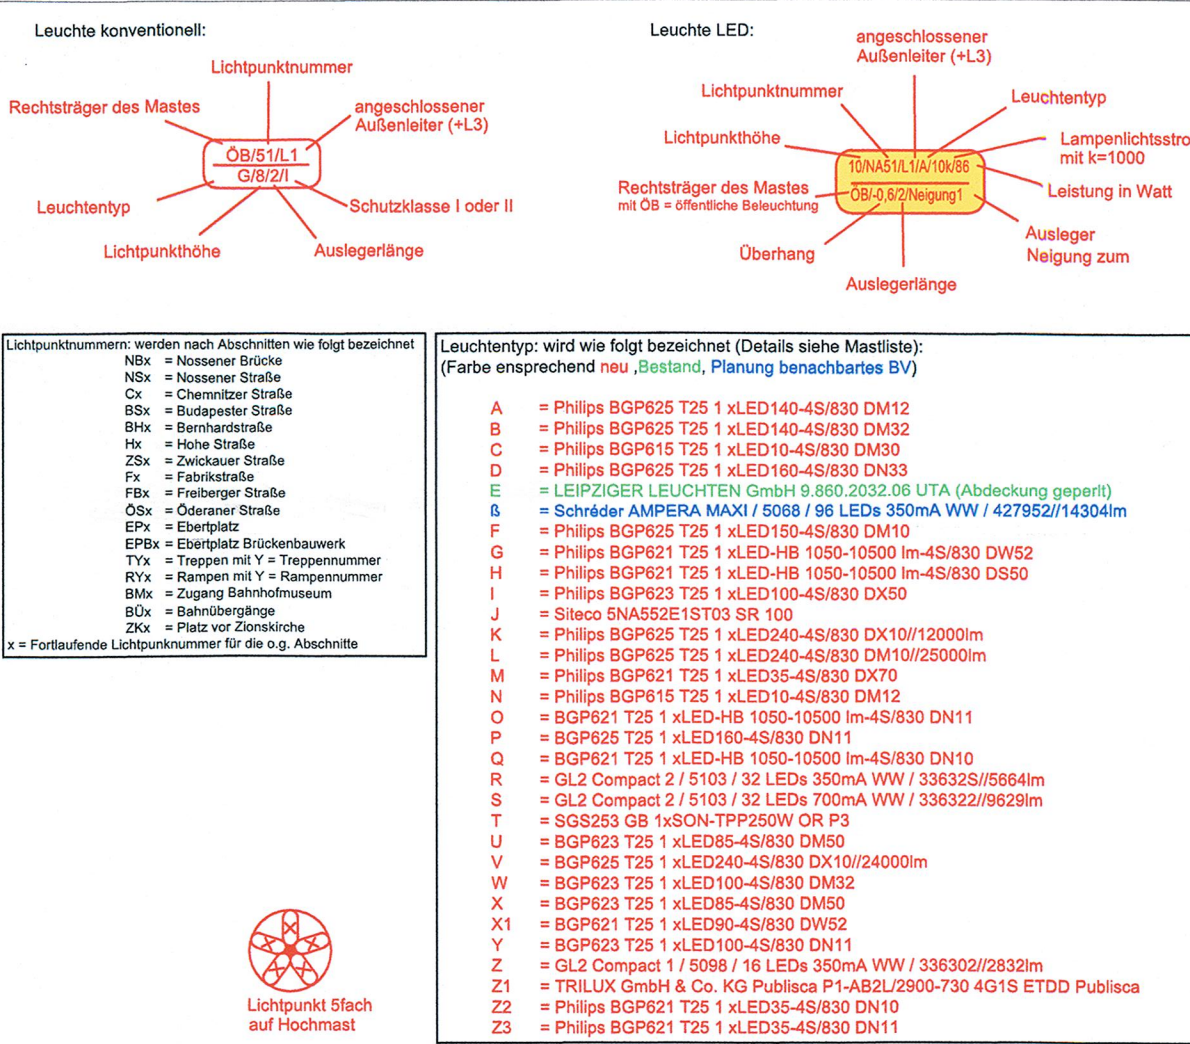 Leuchte konventionell:
Lichtpunktnummer
Rechtsträger des Mastes
angeschlossener
Außenleiter (+L3)
ÖB/51/L1
G/8/2/I
Leuchtentyp
Schutzklasse I oder II
Lichtpunkthöhe
Auslegerlänge
Leuchte LED:
angeschlossener
Außenleiter (+L3)
Lichtpunktnummer
Leuchtentyp
Lichtpunkthöhe
Lampenlichtsstro
mit k=1000
10/NA51/L1/A/10k/86
ÖB/-0,6/2/Neigung1
Rechtsträger des Mastes
mit ÖB = öffentliche Beleuchtung
Leistung in Watt
Überhang
Ausleger
Neigung zum
Auslegerlänge
Lichtpunktnummern: werden nach Abschnitten wie folgt bezeichnet
NBx = Nossener Brücke
NSx = Nossener Straße
Cx = Chemnitzer Straße
BSx = Budapester Straße
BHx = Bernhardstraße
Hx = Hohe Straße
ZSx = Zwickauer Straße
Fx = Fabrikstraße
FBx = Freiberger Straße
ÖSx = Öderaner Straße
EPx = Ebertplatz
EPBx = Ebertplatz Brückenbauwerk
TYx = Treppen mit Y = Treppennummer
RYx = Rampen mit Y = Rampennummer
BMx = Zugang Bahnhofmuseum
BÜx = Bahnübergänge
ZKx = Platz vor Zionskirche
x = Fortlaufende Lichtpunknummer für die o.g. Abschnitte
Leuchtentyp: wird wie folgt bezeichnet (Details siehe Mastliste):
(Farbe ensprechend neu ,Bestand, Planung benachbartes BV)
A = Philips BGP625 T25 1 xLED140-4S/830 DM12
B = Philips BGP625 T25 1 xLED140-4S/830 DM32
C = Philips BGP615 T25 1 xLED10-4S/830 DM30
D = Philips BGP625 T25 1 xLED160-4S/830 DN33
E = LEIPZIGER LEUCHTEN GmbH 9.860.2032.06 UTA (Abdeckung geperlt)
ß = Schréder AMPERA MAXI / 5068 / 96 LEDs 350mA WW / 427952//14304lm
F = Philips BGP625 T25 1 xLED150-4S/830 DM10
G = Philips BGP621 T25 1 xLED-HB 1050-10500 lm-4S/830 DW52
H = Philips BGP621 T25 1 xLED-HB 1050-10500 lm-4S/830 DS50
I = Philips BGP623 T25 1 xLED100-4S/830 DX50
J = Siteco 5NA552E1ST03 SR 100
K = Philips BGP625 T25 1 xLED240-4S/830 DX10//12000lm
L = Philips BGP625 T25 1 xLED240-4S/830 DM10//25000lm
M = Philips BGP621 T25 1 xLED35-4S/830 DX70
N = Philips BGP615 T25 1 xLED10-4S/830 DM12
O = BGP621 T25 1 xLED-HB 1050-10500 lm-4S/830 DN11
P = BGP625 T25 1 xLED160-4S/830 DN11
Q = BGP621 T25 1 xLED-HB 1050-10500 lm-4S/830 DN10
R = GL2 Compact 2 / 5103 / 32 LEDs 350mA WW / 33632S//5664lm
S = GL2 Compact 2 / 5103 / 32 LEDs 700mA WW / 336322//9629lm
T = SGS253 GB 1xSON-TPP250W OR P3
U = BGP623 T25 1 xLED85-4S/830 DM50
V = BGP625 T25 1 xLED240-4S/830 DX10//24000lm
W = BGP623 T25 1 xLED100-4S/830 DM32
X = BGP623 T25 1 xLED85-4S/830 DM50
X1 = BGP621 T25 1 xLED90-4S/830 DW52
Y = BGP623 T25 1 xLED100-4S/830 DN11
Z = GL2 Compact 1 / 5098 / 16 LEDs 350mA WW / 336302//2832lm
Z1 = TRILUX GmbH & Co. KG Publisca P1-AB2L/2900-730 4G1S ETDD Publisca
Z2 = Philips BGP621 T25 1 xLED35-4S/830 DN10
Z3 = Philips BGP621 T25 1 xLED35-4S/830 DN11
Lichtpunkt 5fach
auf Hochmast